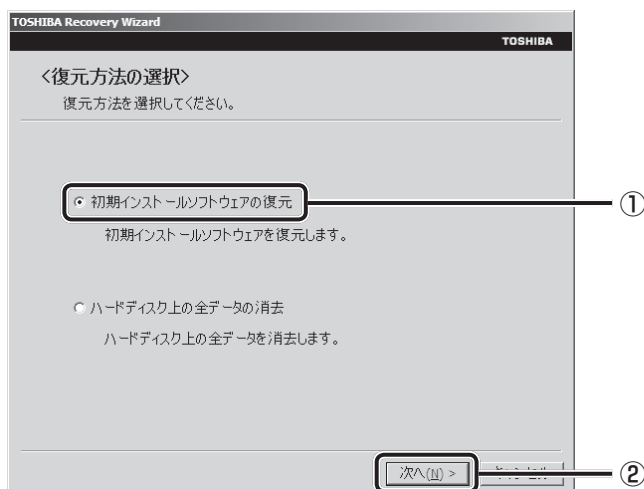 TOSHIBA Recovery Wizard
TOSHIBA
<復元方法の選択>
復元方法を選択してください。
初期インストールソフトウェアの復元
①
初期インストールソフトウェアを復元します。
ハードディスク上の全データの消去
ハードディスク上の全データを消去します。
次へ(N) >
②